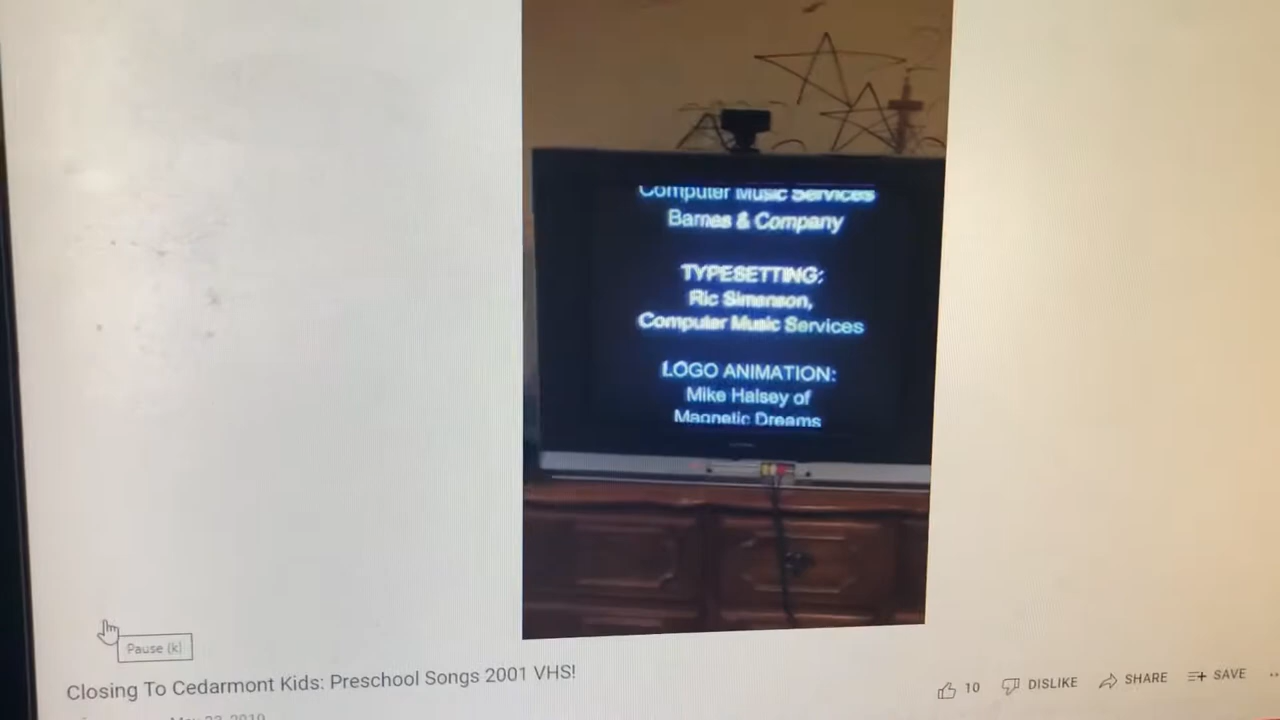 Computer Music Services
Barnes & Company
TYPESETTING:
Ric Simenson,
Computer Music Services
LOGO ANIMATION:
Mike Halsey of
Magnetic Dreams
Pause (k)
Closing To Cedarmont Kids: Preschool Songs 2001 VHS!
10 DISLIKE SHARE SAVE